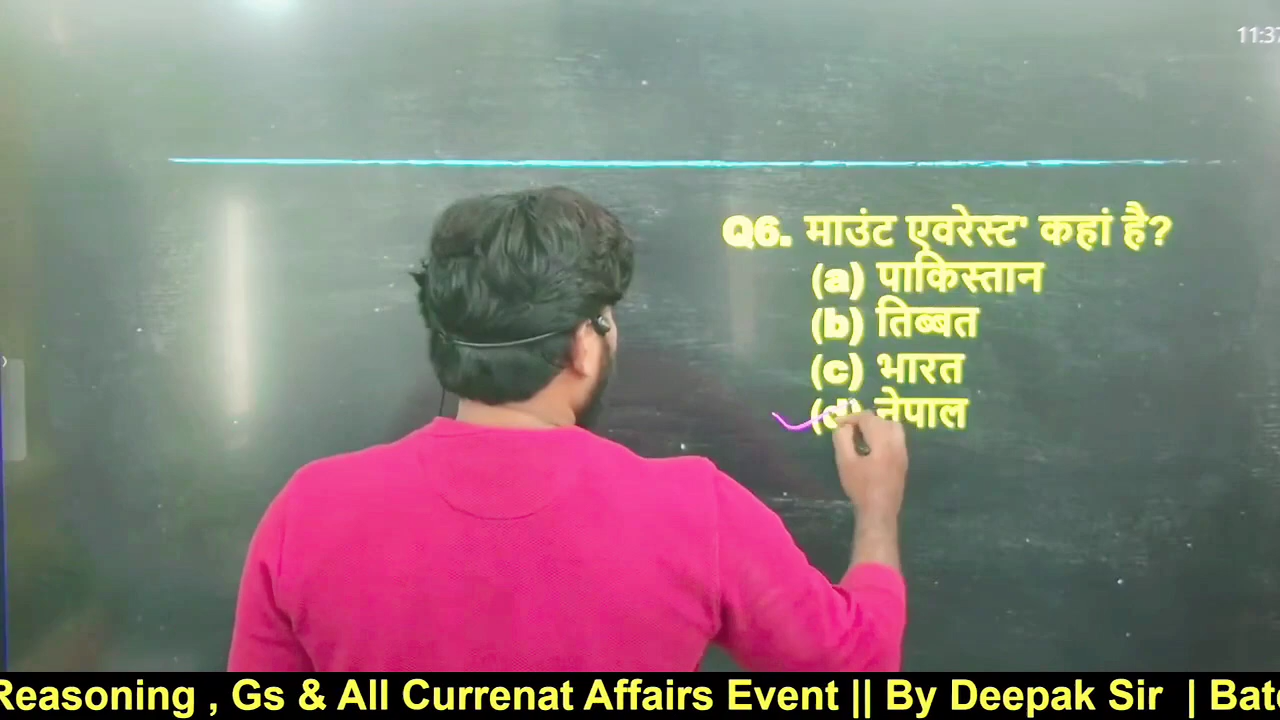 11:37
Q6. माउंट एवरेस्ट' कहां है?
(a) पाकिस्तान
(b) तिब्बत
(c) भारत
(d) नेपाल
Reasoning , Gs & All Currenat Affairs Event || By Deepak Sir | Bat